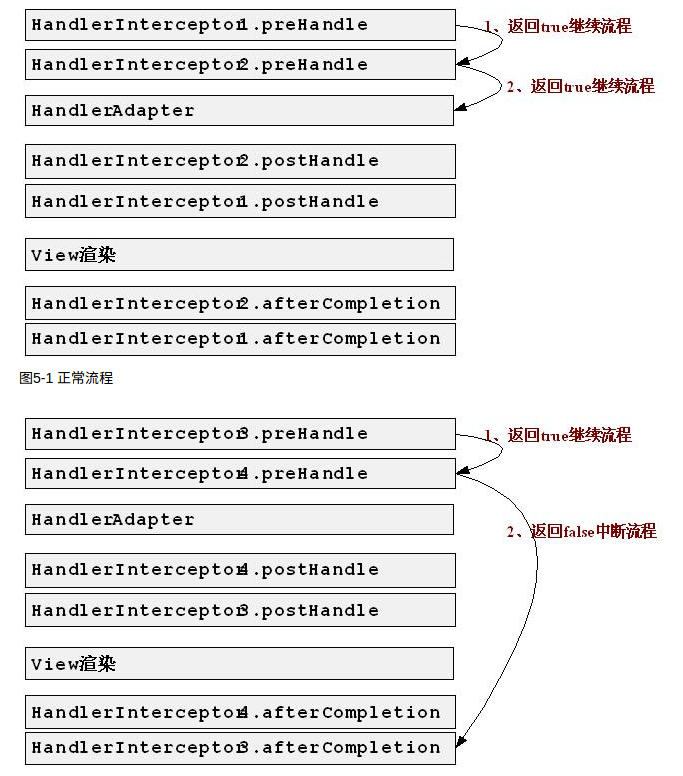 HandlerInterceptor1.preHandle
1、返回true继续流程
HandlerInterceptor2.preHandle
2、返回true继续流程
HandlerAdapter
HandlerInterceptor2.postHandle
HandlerInterceptor1.postHandle
View渲染
HandlerInterceptor2.afterCompletion
HandlerInterceptor1.afterCompletion
图5-1 正常流程
HandlerInterceptor3.preHandle
1、返回true继续流程
HandlerInterceptor4.preHandle
HandlerAdapter
2、返回false中断流程
HandlerInterceptor4.postHandle
HandlerInterceptor3.postHandle
View渲染
HandlerInterceptor4.afterCompletion
HandlerInterceptor3.afterCompletion